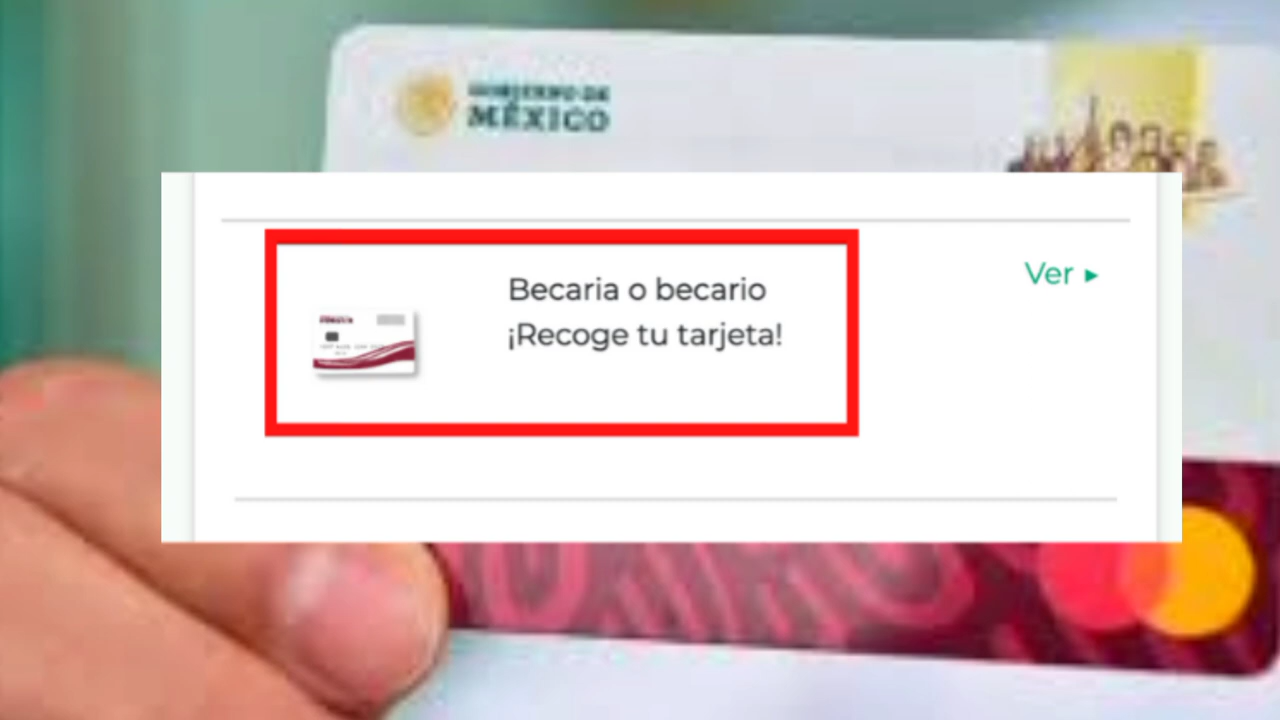 GOBIERNO DE
MÉXICO
Becaria o becario
Ver ▸
¡Recoge tu tarjeta!